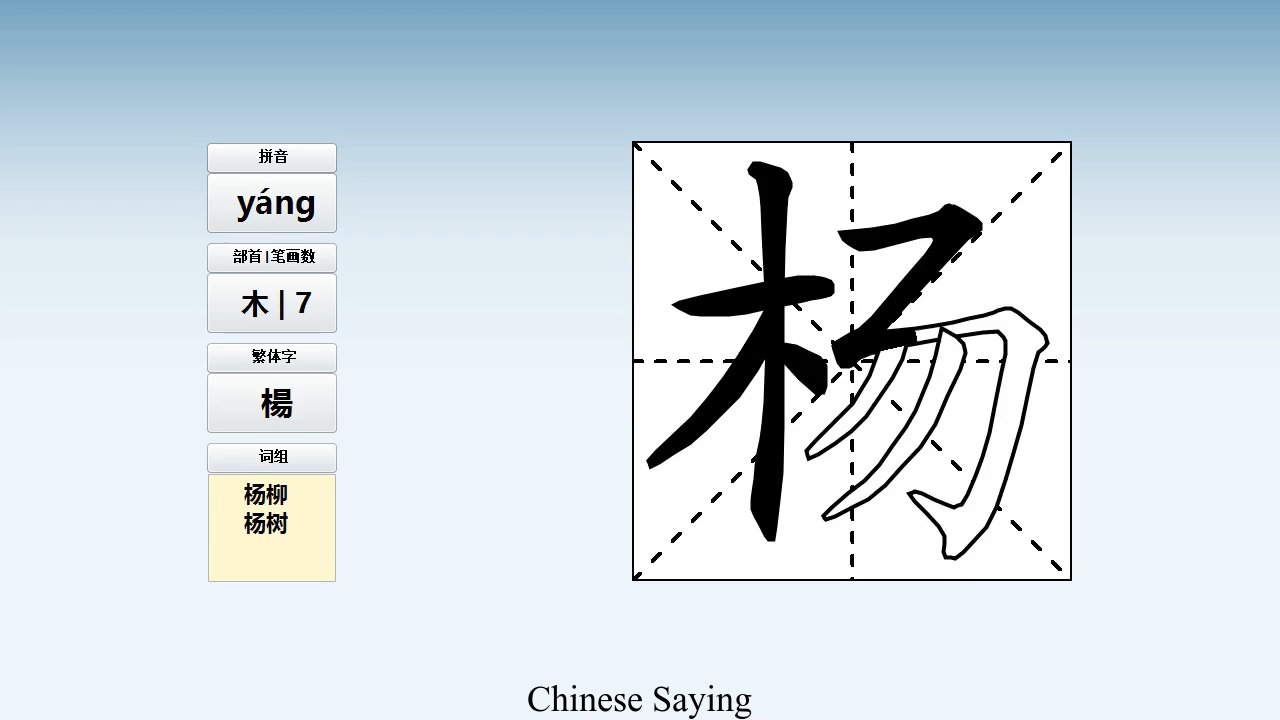 拼音
yáng
部首|笔画数
木 | 7
繁体字
楊
词组
杨柳
杨树
杨
Chinese Saying